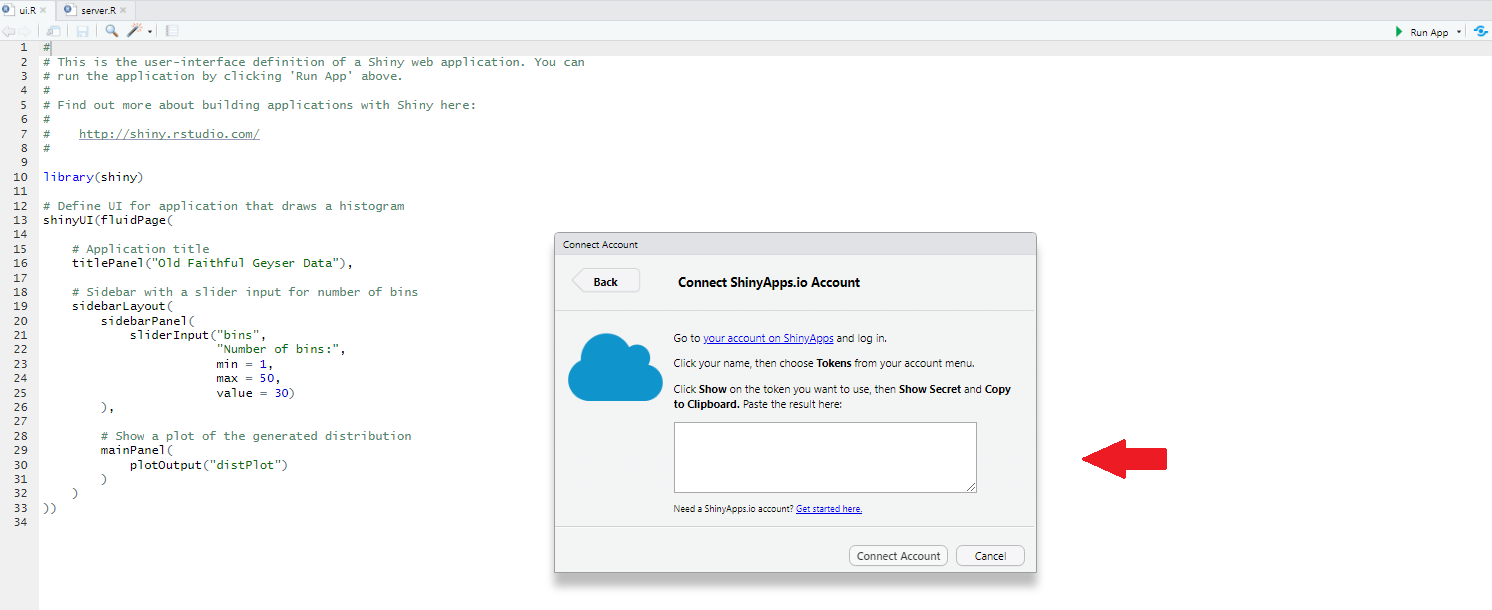 ui.R server.R
Run App
1 #
2 # This is the user-interface definition of a Shiny web application. You can
3 # run the application by clicking 'Run App' above.
4 #
5 # Find out more about building applications with Shiny here:
6 #
7 #    http://shiny.rstudio.com/
8 #
9
10 library(shiny)
11
12 # Define UI for application that draws a histogram
13 shinyUI(fluidPage(
14
15     # Application title
16     titlePanel("Old Faithful Geyser Data"),
17
18     # Sidebar with a slider input for number of bins
19     sidebarLayout(
20         sidebarPanel(
21             sliderInput("bins",
22                         "Number of bins:",
23                         min = 1,
24                         max = 50,
25                         value = 30)
26         ),
27
28         # Show a plot of the generated distribution
29         mainPanel(
30             plotOutput("distPlot")
31         )
32     )
33 ))
34
Connect Account
Back
Connect ShinyApps.io Account
Go to your account on ShinyApps and log in.
Click your name, then choose Tokens from your account menu.
Click Show on the token you want to use, then Show Secret and Copy
to Clipboard. Paste the result here:
Need a ShinyApps.io account? Get started here.
Connect Account Cancel